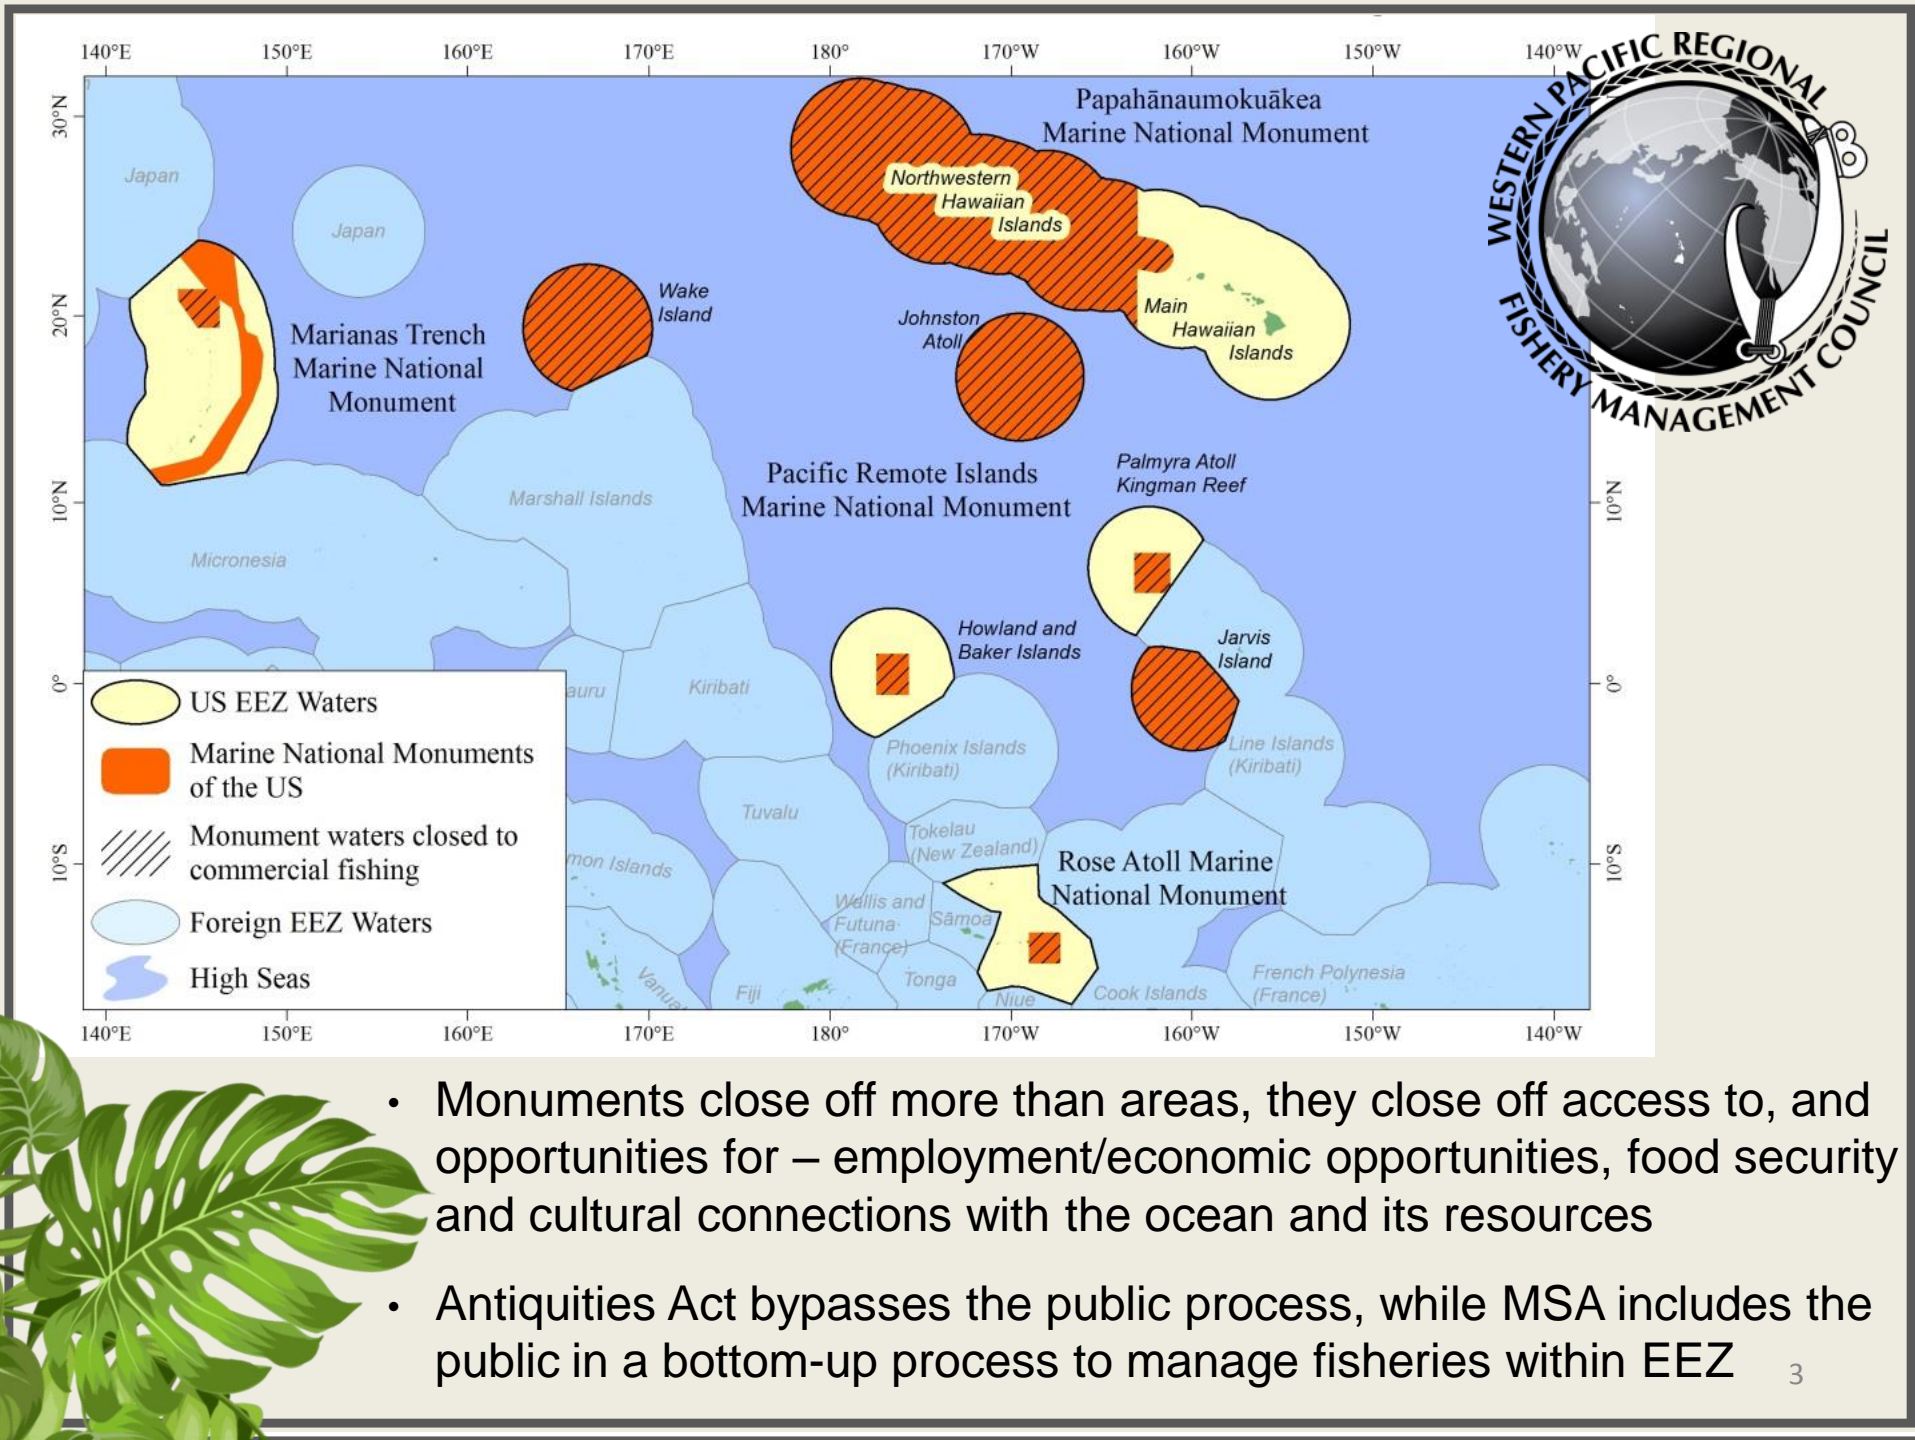 140°E 150°E 160°E 170°E 180° 170°W 160°W 150°W 140°W
WESTERN PACIFIC REGIONAL
FISHERY MANAGEMENT COUNCIL
30°N
20°N
10°N
0°
10°S
10°N
0°
10°S
Papahānaumokuākea
Marine National Monument
Northwestern
Hawaiian
Islands
Japan
Japan
Wake
Island
Johnston
Atoll
Main
Hawaiian
Islands
Marianas Trench
Marine National
Monument
Pacific Remote Islands
Marine National Monument
Palmyra Atoll
Kingman Reef
Marshall Islands
Micronesia
Howland and
Baker Islands
Jarvis
Island
auru
Kiribati
Phoenix Islands
(Kiribati)
Line Islands
(Kiribati)
Tuvalu
Tokelau
(New Zealand)
mon Islands
Rose Atoll Marine
National Monument
Wallis and
Futuna
(France)
Sāmoa
Vanua
Fiji
Tonga
Niue
Cook Islands
French Polynesia
(France)
US EEZ Waters
Marine National Monuments
of the US
Monument waters closed to
commercial fishing
Foreign EEZ Waters
High Seas
140°E 150°E 160°E 170°E 180° 170°W 160°W 150°W 140°W
• Monuments close off more than areas, they close off access to, and
opportunities for – employment/economic opportunities, food security
and cultural connections with the ocean and its resources
• Antiquities Act bypasses the public process, while MSA includes the
public in a bottom-up process to manage fisheries within EEZ
3